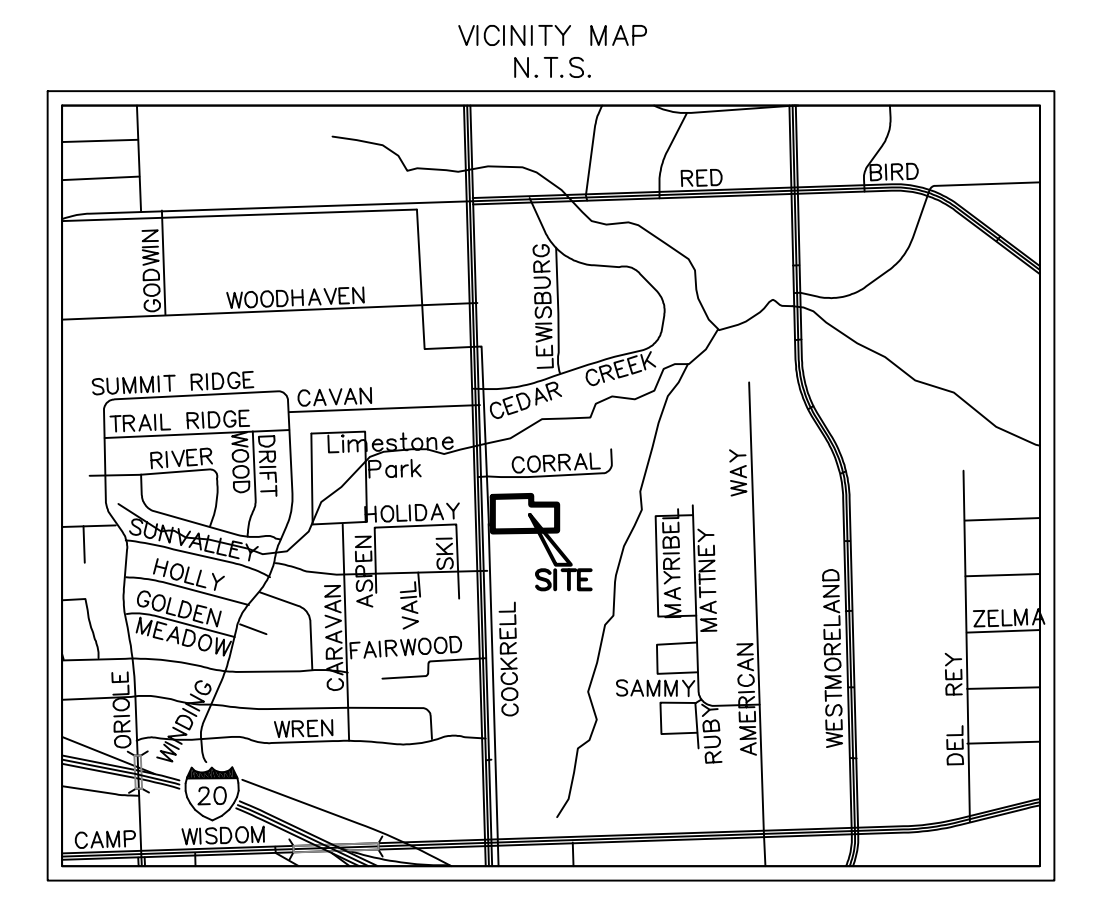 VICINITY MAP
N.T.S.
RED
BIRD
GODWIN
LEWISBURG
WOODHAVEN
SUMMIT RIDGE
CAVAN
CEDAR CREEK
TRAIL RIDGE
DRIFT
WOOD
Limestone
Park
RIVER
CORRAL
WAY
HOLIDAY
SUNVALLEY
SKI
ASPEN
MAYRIBEL
MATTNEY
SITE
HOLLY
VAIL
GOLDEN
MEADOW
CARAVAN
FAIRWOOD
COCKRELL
WESTMORELAND
ZELMA
SAMMY
DEL REY
ORIOLE
WINDING
WREN
RUBY
AMERICAN
20
CAMP
WISDOM